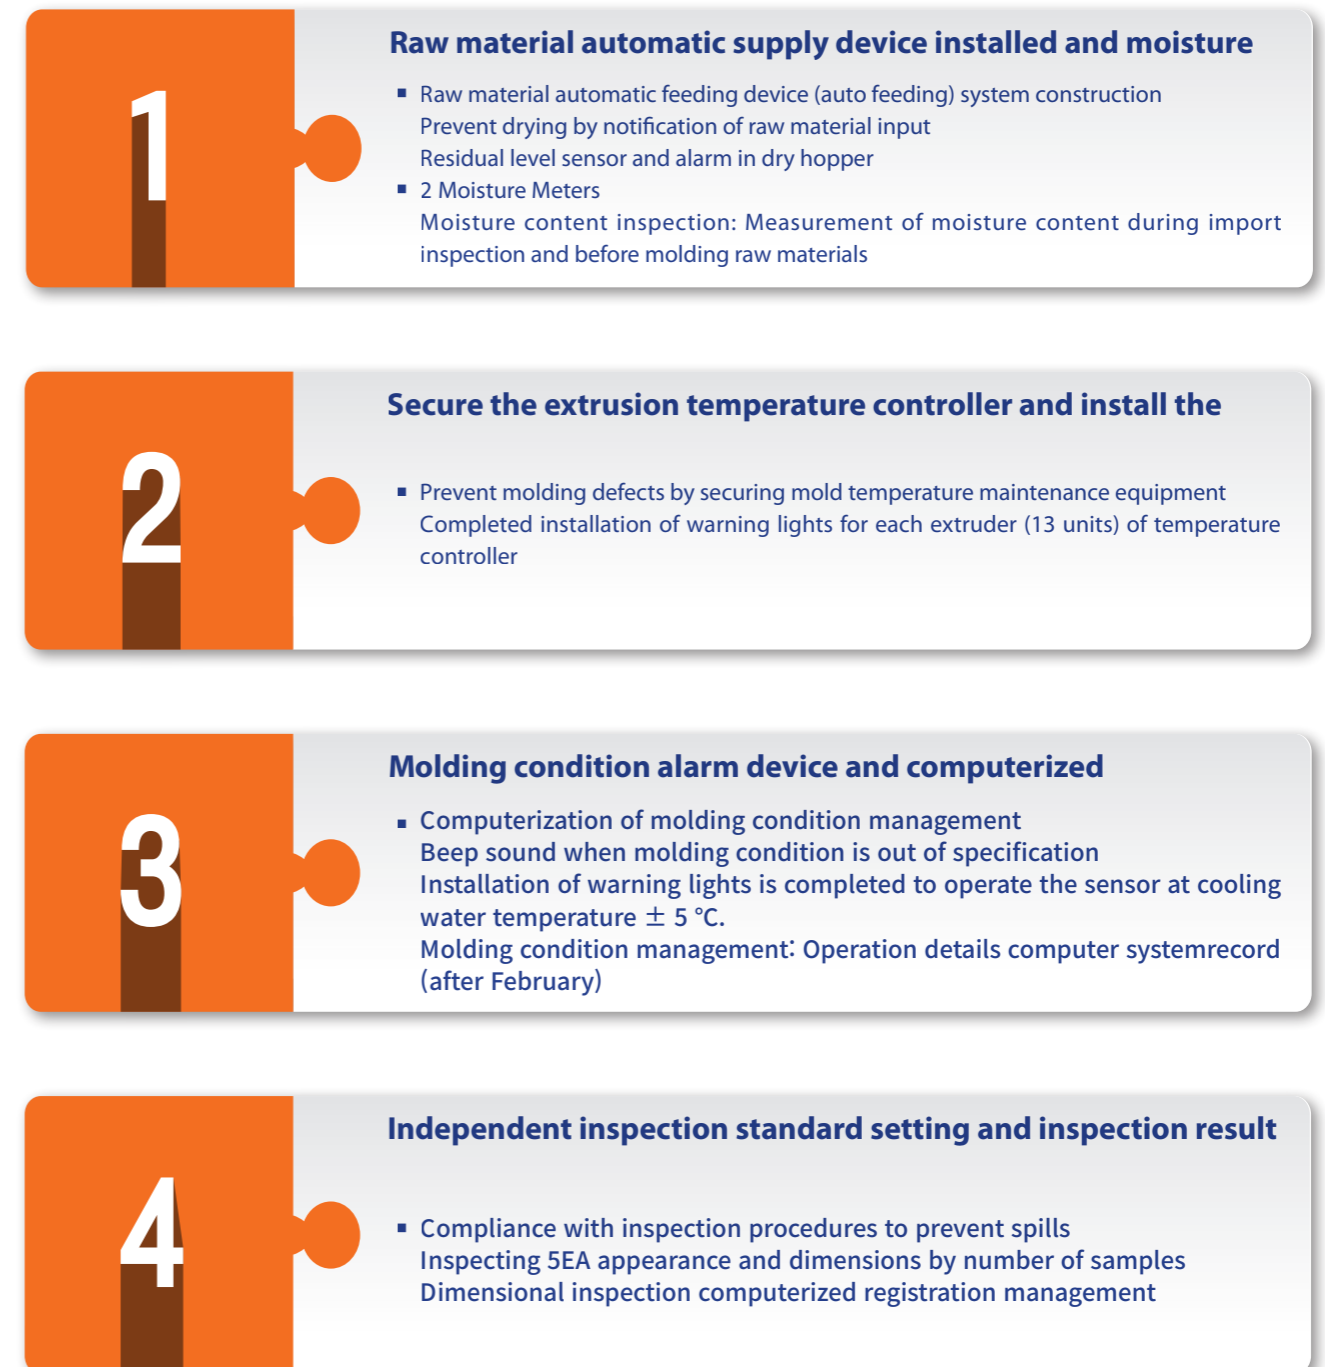 1
Raw material automatic supply device installed and moisture
▪ Raw material automatic feeding device (auto feeding) system construction
Prevent drying by notification of raw material input
Residual level sensor and alarm in dry hopper
▪ 2 Moisture Meters
Moisture content inspection: Measurement of moisture content during import
inspection and before molding raw materials
2
Secure the extrusion temperature controller and install the
▪ Prevent molding defects by securing mold temperature maintenance equipment
Completed installation of warning lights for each extruder (13 units) of temperature
controller
3
Molding condition alarm device and computerized
▪ Computerization of molding condition management
Beep sound when molding condition is out of specification
Installation of warning lights is completed to operate the sensor at cooling
water temperature ± 5 ℃.
Molding condition management: Operation details computer systemrecord
(after February)
4
Independent inspection standard setting and inspection result
▪ Compliance with inspection procedures to prevent spills
Inspecting 5EA appearance and dimensions by number of samples
Dimensional inspection computerized registration management